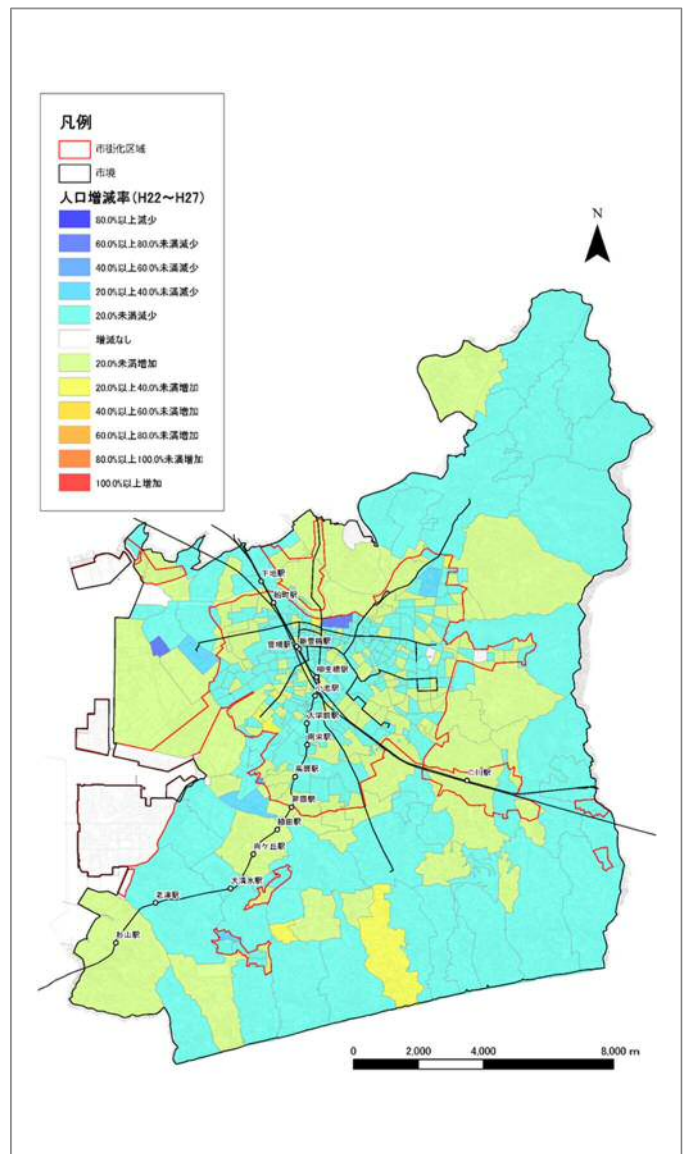 凡例
市街化区域
市境
人口増減率(H22～H27)
80.0%以上減少
60.0%以上80.0%未満減少
40.0%以上60.0%未満減少
20.0%以上40.0%未満減少
20.0%未満減少
増減なし
20.0%未満増加
20.0%以上40.0%未満増加
40.0%以上60.0%未満増加
60.0%以上80.0%未満増加
80.0%以上100.0%未満増加
100.0%以上増加
N
下地駅
船町駅
豊橋駅
新豊橋駅
柳生橋駅
小池駅
大学前駅
南栄駅
高師駅
芦原駅
植田駅
向ケ丘駅
大清水駅
老津駅
杉山駅
二川駅
0 2,000 4,000 8,000 m